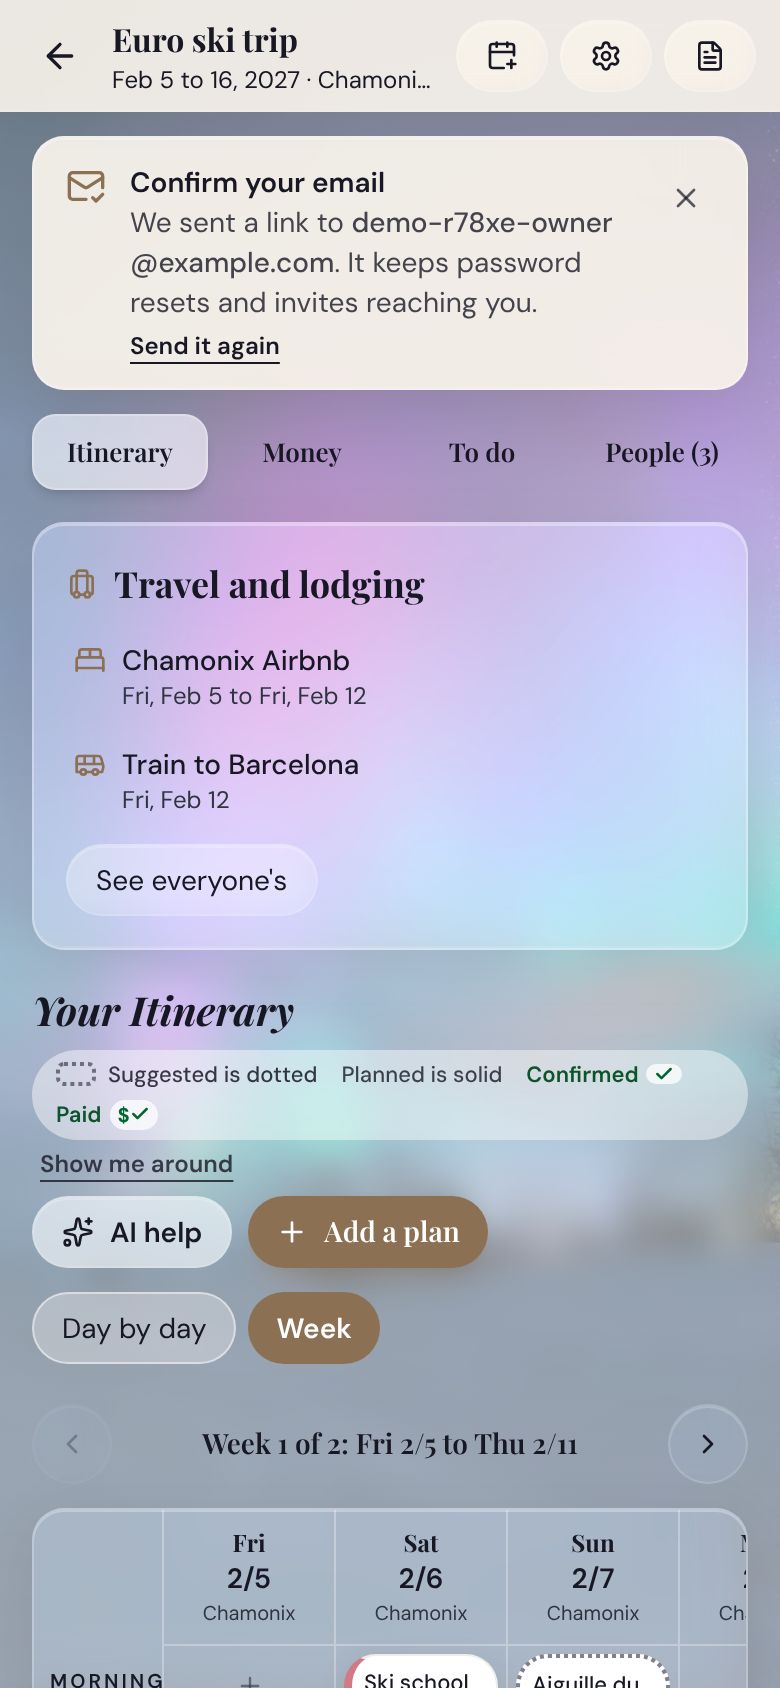 Euro ski trip
Feb 5 to 16, 2027 · Chamoni...
Confirm your email
We sent a link to demo-r78xe-owner
@example.com. It keeps password
resets and invites reaching you.
Send it again
Itinerary Money To do People (3)
Travel and lodging
Chamonix Airbnb
Fri, Feb 5 to Fri, Feb 12
Train to Barcelona
Fri, Feb 12
See everyone's
Your Itinerary
Suggested is dotted Planned is solid Confirmed ✓
Paid $✓
Show me around
AI help + Add a plan
Day by day Week
Week 1 of 2: Fri 2/5 to Thu 2/11
Fri Sat Sun
2/5 2/6 2/7
Chamonix Chamonix Chamonix Ch
MORNING + Ski school Aiguille du